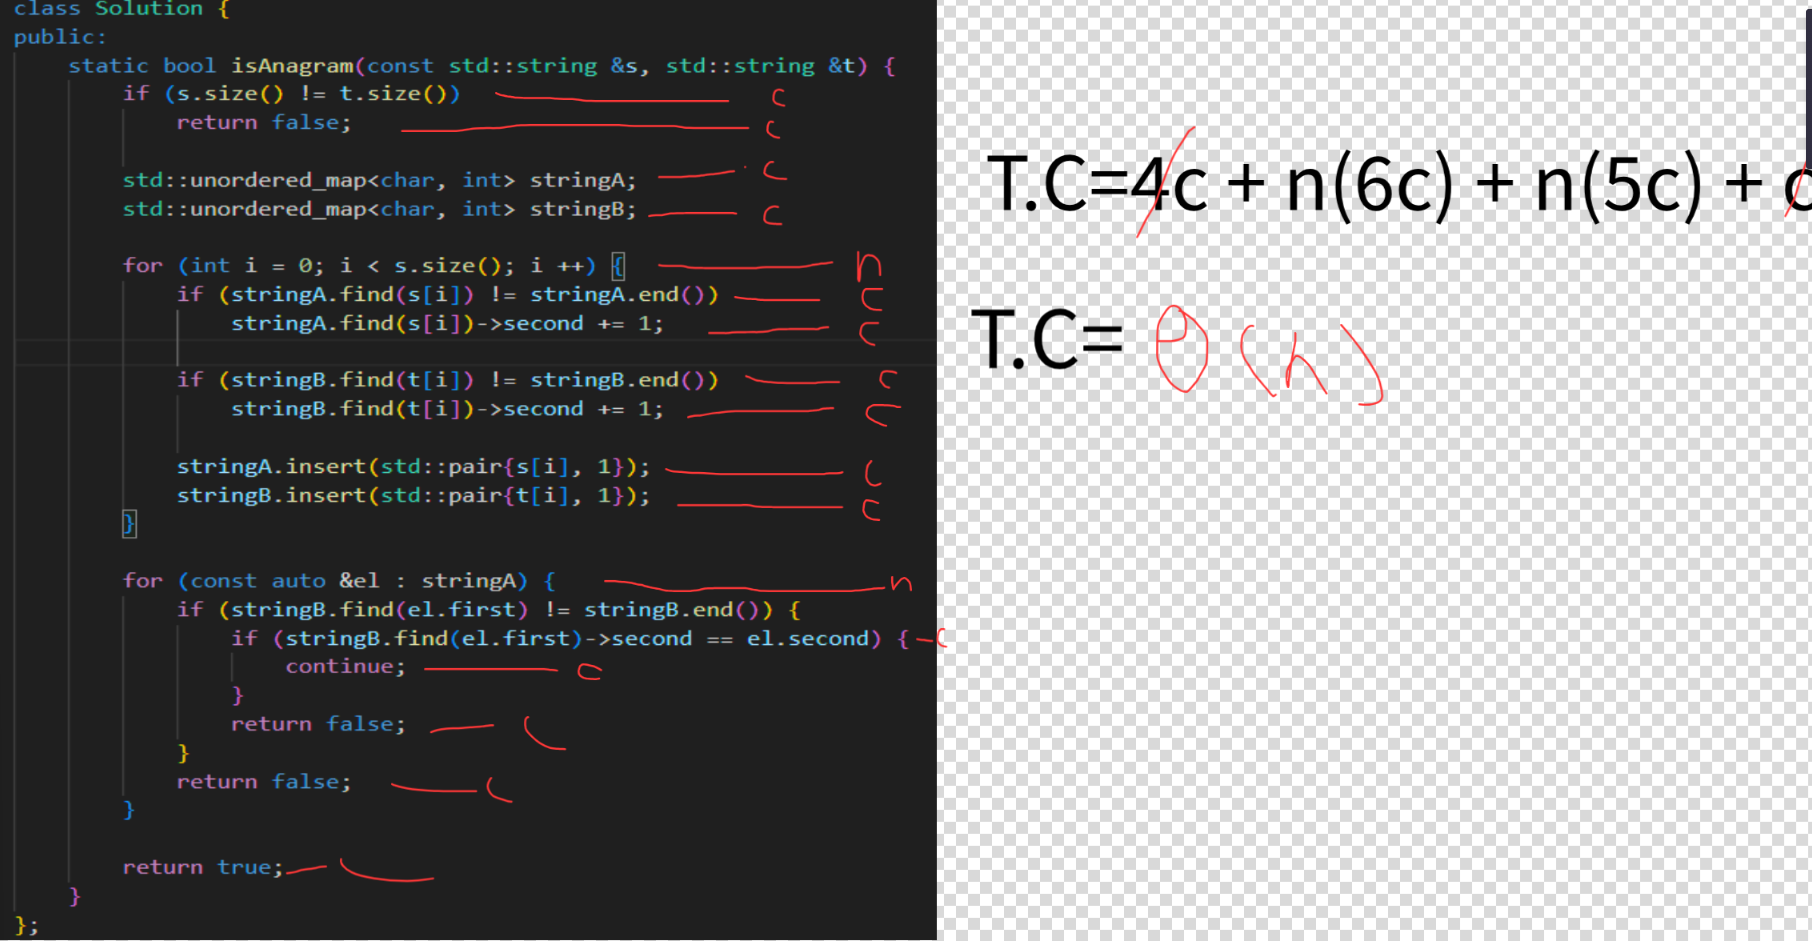 class Solution {
public:
static bool isAnagram(const std::string &s, std::string &t) {
if (s.size() != t.size()) c
return false; c
std::unordered_map<char, int> stringA; c
std::unordered_map<char, int> stringB; c
for (int i = 0; i < s.size(); i ++) { n
if (stringA.find(s[i]) != stringA.end()) c
stringA.find(s[i])->second += 1; c
if (stringB.find(t[i]) != stringB.end()) c
stringB.find(t[i])->second += 1; c
stringA.insert(std::pair{s[i], 1}); c
stringB.insert(std::pair{t[i], 1}); c
}
for (const auto &el : stringA) { n
if (stringB.find(el.first) != stringB.end()) {
if (stringB.find(el.first)->second == el.second) { c
continue; c
}
return false; c
}
return false; c
}
return true; c
}
};
T.C=4c + n(6c) + n(5c) + c
T.C= θ(n)